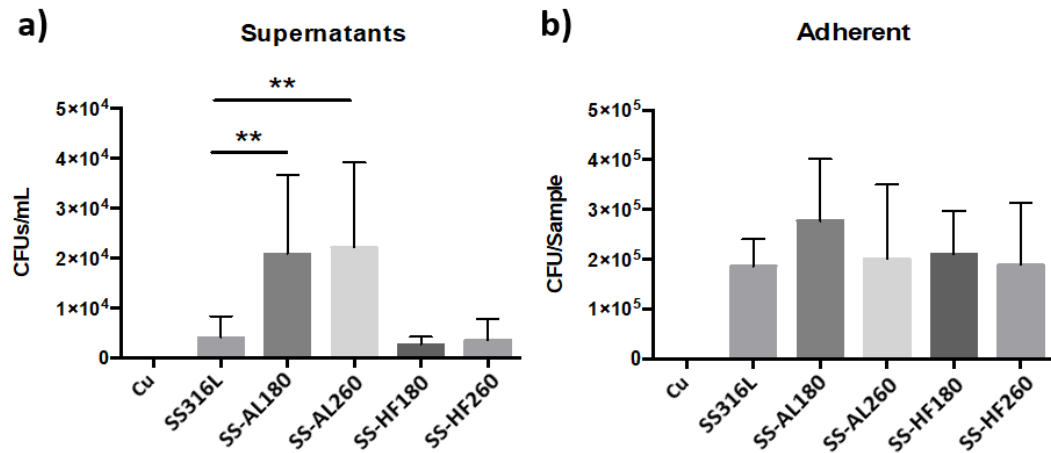 a)
Supernatants
**
**
5×10⁴
4×10⁴
3×10⁴
2×10⁴
1×10⁴
0
CFUs/mL
Cu
SS316L
SS-AL180
SS-AL260
SS-HF180
SS-HF260
b)
Adherent
5×10⁵
4×10⁵
3×10⁵
2×10⁵
1×10⁵
0
CFU/Sample
Cu
SS316L
SS-AL180
SS-AL260
SS-HF180
SS-HF260